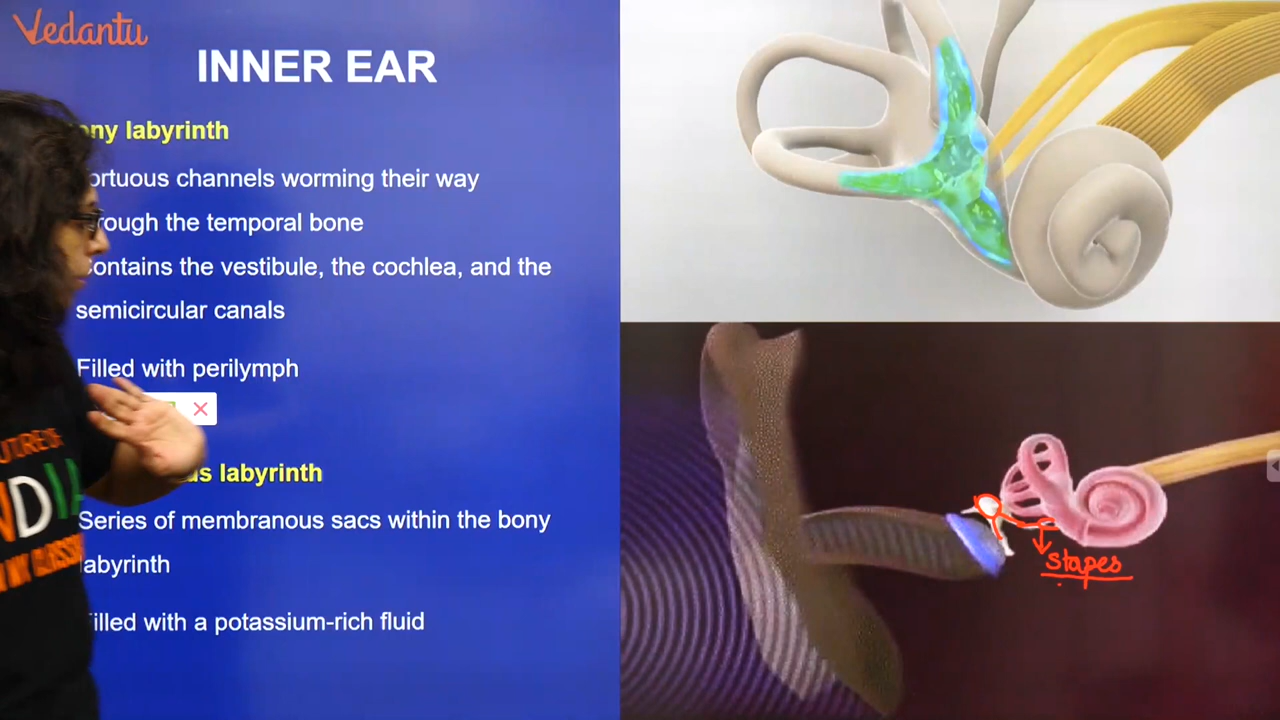 Vedantu
INNER EAR
ony labyrinth
ortuous channels worming their way
rough the temporal bone
ontains the vestibule, the cochlea, and the
semicircular canals
Filled with perilymph
us labyrinth
Series of membranous sacs within the bony
labyrinth
illed with a potassium-rich fluid
stapes